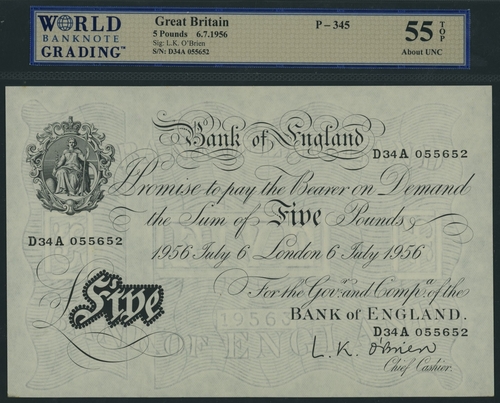 WORLD
BANKNOTE
GRADING™
Great Britain
5 Pounds 6.7.1956
Sig: L.K. O'Brien
S/N: D34A 055652
P-345
55 TOP
About UNC
Bank of England
D34A 055652
I Promise to pay the Bearer on Demand
the Sum of Five Pounds
D34A 055652
1956 July 6 London 6 July 1956
For the Govr. and Compa. of the
£Five
BANK OF ENGLAND.
D34A 055652
L. K. O'Brien
Chief Cashier.